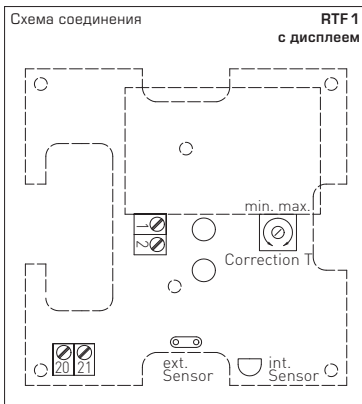 Схема соединения
RTF 1
с дисплеем
min. max.
1
2
Correction T
20 21
ext.
Sensor
int.
Sensor